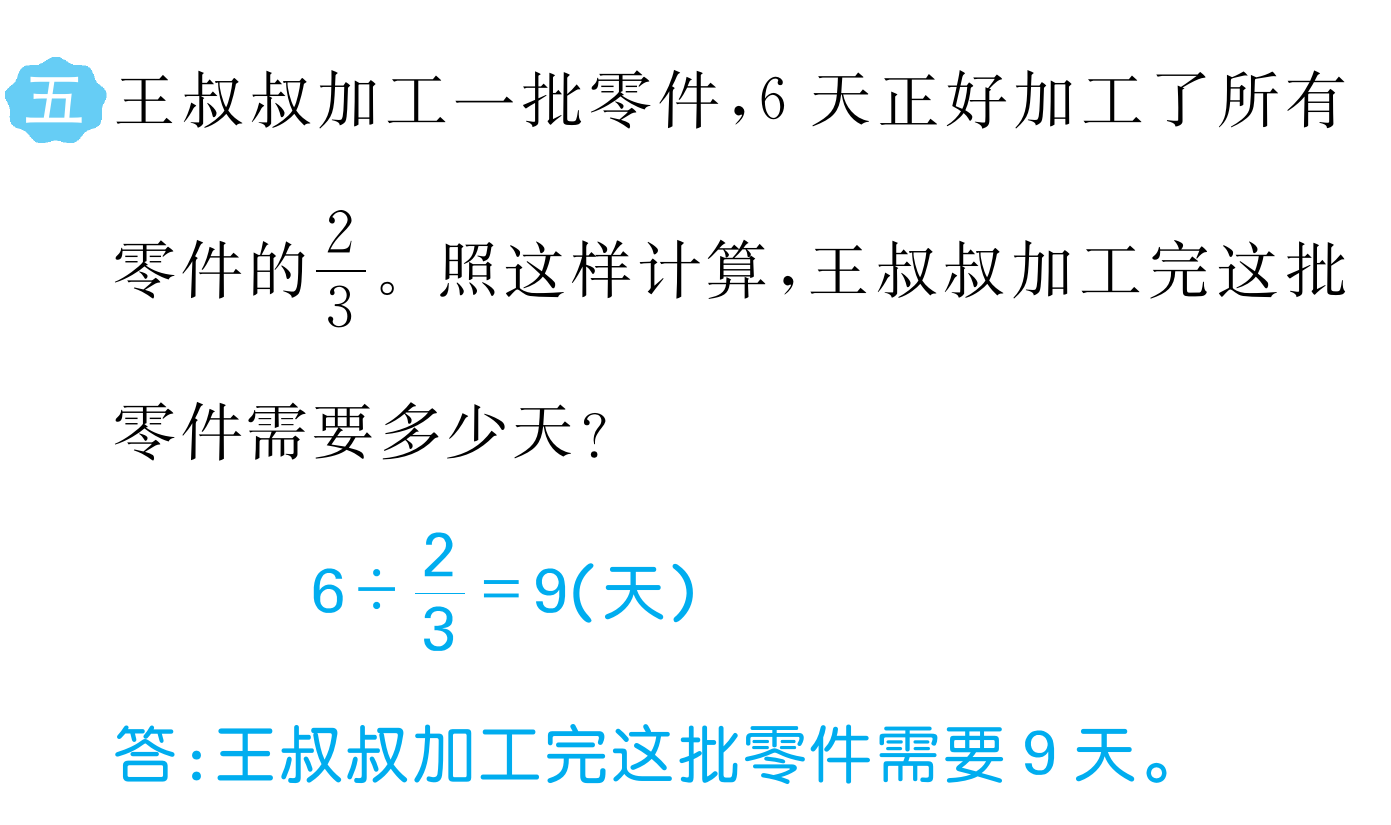 五 王叔叔加工一批零件,6 天正好加工了所有
零件的2/3。照这样计算,王叔叔加工完这批
零件需要多少天?
6÷2/3=9(天)
答:王叔叔加工完这批零件需要 9 天。